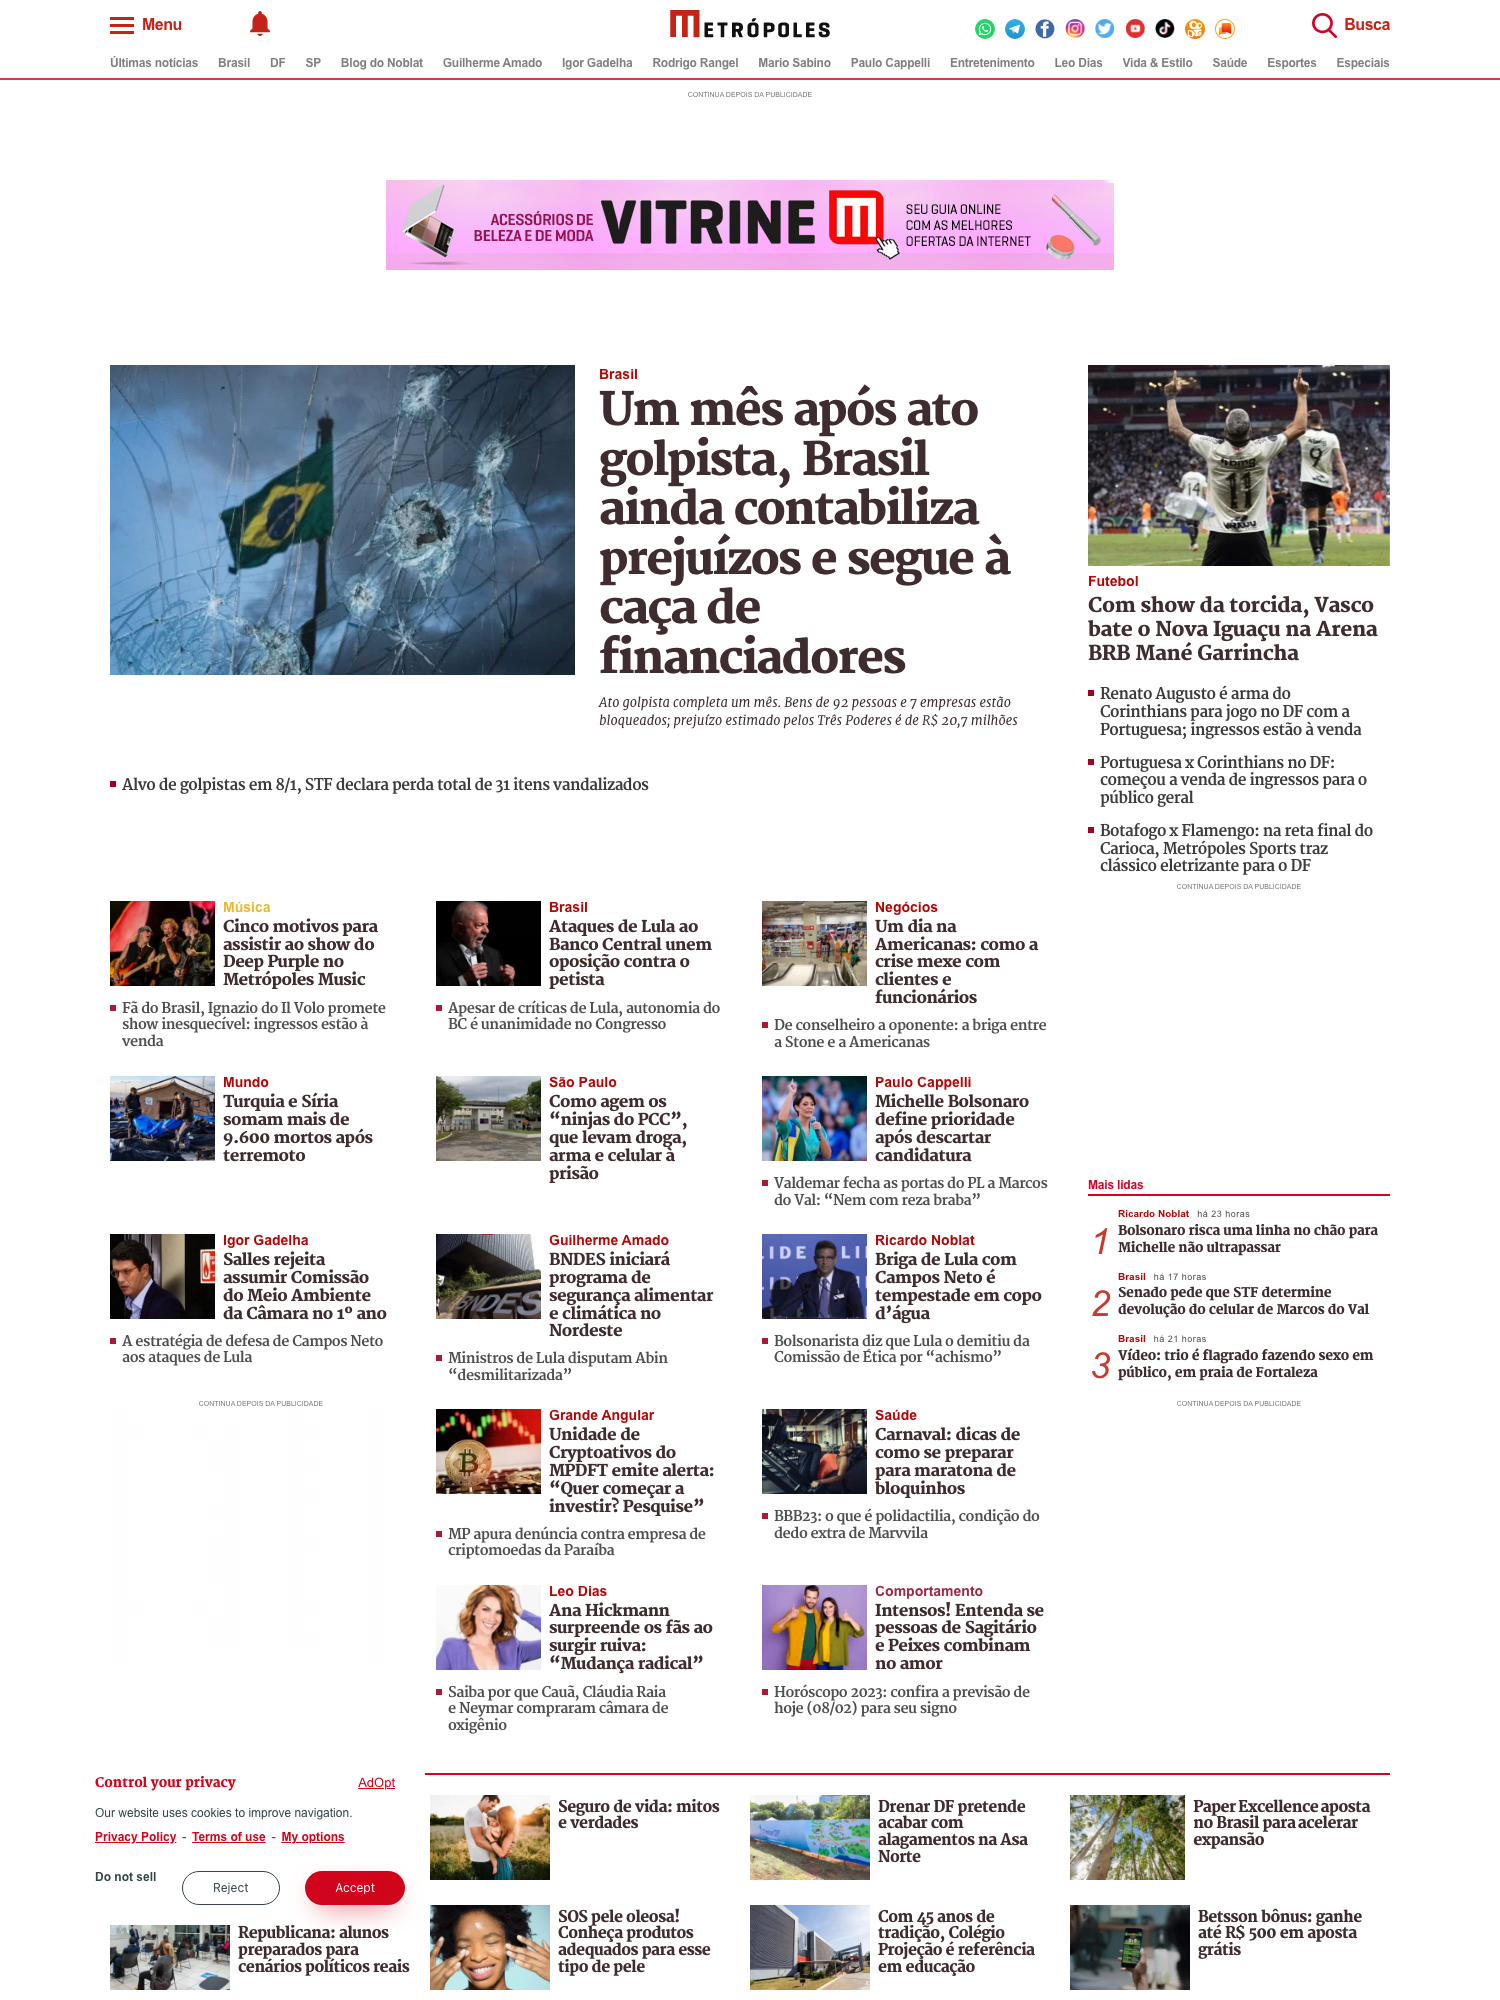 Menu
METRÓPOLES
Busca
Últimas notícias Brasil DF SP Blog do Noblat Guilherme Amado Igor Gadelha Rodrigo Rangel Mario Sabino Paulo Cappelli Entretenimento Leo Dias Vida & Estilo Saúde Esportes Especiais
CONTINUA DEPOIS DA PUBLICIDADE
ACESSÓRIOS DE
BELEZA E DE MODA
VITRINE M
SEU GUIA ONLINE
COM AS MELHORES
OFERTAS DA INTERNET
Brasil
Um mês após ato
golpista, Brasil
ainda contabiliza
prejuízos e segue à
caça de
financiadores
Ato golpista completa um mês. Bens de 92 pessoas e 7 empresas estão
bloqueados; prejuízo estimado pelos Três Poderes é de R$ 20,7 milhões
Alvo de golpistas em 8/1, STF declara perda total de 31 itens vandalizados
14
11
9
Futebol
Com show da torcida, Vasco
bate o Nova Iguaçu na Arena
BRB Mané Garrincha
Renato Augusto é arma do
Corinthians para jogo no DF com a
Portuguesa; ingressos estão à venda
Portuguesa x Corinthians no DF:
começou a venda de ingressos para o
público geral
Botafogo x Flamengo: na reta final do
Carioca, Metrópoles Sports traz
clássico eletrizante para o DF
CONTINUA DEPOIS DA PUBLICIDADE
Música
Cinco motivos para
assistir ao show do
Deep Purple no
Metrópoles Music
Fã do Brasil, Ignazio do Il Volo promete
show inesquecível: ingressos estão à
venda
Brasil
Ataques de Lula ao
Banco Central unem
oposição contra o
petista
Apesar de críticas de Lula, autonomia do
BC é unanimidade no Congresso
Negócios
Um dia na
Americanas: como a
crise mexe com
clientes e
funcionários
De conselheiro a oponente: a briga entre
a Stone e a Americanas
Mundo
Turquia e Síria
somam mais de
9.600 mortos após
terremoto
São Paulo
Como agem os
“ninjas do PCC”,
que levam droga,
arma e celular à
prisão
Paulo Cappelli
Michelle Bolsonaro
define prioridade
após descartar
candidatura
Valdemar fecha as portas do PL a Marcos
do Val: “Nem com reza braba”
Igor Gadelha
Salles rejeita
assumir Comissão
do Meio Ambiente
da Câmara no 1º ano
A estratégia de defesa de Campos Neto
aos ataques de Lula
BNDES
Guilherme Amado
BNDES iniciará
programa de
segurança alimentar
e climática no
Nordeste
Ministros de Lula disputam Abin
“desmilitarizada”
LIDE
Ricardo Noblat
Briga de Lula com
Campos Neto é
tempestade em copo
d’água
Bolsonarista diz que Lula o demitiu da
Comissão de Ética por “achismo”
Mais lidas
1
Ricardo Noblat há 23 horas
Bolsonaro risca uma linha no chão para
Michelle não ultrapassar
2
Brasil há 17 horas
Senado pede que STF determine
devolução do celular de Marcos do Val
3
Brasil há 21 horas
Vídeo: trio é flagrado fazendo sexo em
público, em praia de Fortaleza
CONTINUA DEPOIS DA PUBLICIDADE
CONTINUA DEPOIS DA PUBLICIDADE
Grande Angular
Unidade de
Cryptoativos do
MPDFT emite alerta:
“Quer começar a
investir? Pesquise”
MP apura denúncia contra empresa de
criptomoedas da Paraíba
Saúde
Carnaval: dicas de
como se preparar
para maratona de
bloquinhos
BBB23: o que é polidactilia, condição do
dedo extra de Marvvila
Leo Dias
Ana Hickmann
surpreende os fãs ao
surgir ruiva:
“Mudança radical”
Saiba por que Cauã, Cláudia Raia
e Neymar compraram câmara de
oxigênio
Comportamento
Intensos! Entenda se
pessoas de Sagitário
e Peixes combinam
no amor
Horóscopo 2023: confira a previsão de
hoje (08/02) para seu signo
Control your privacy
AdOpt
Our website uses cookies to improve navigation.
Privacy Policy - Terms of use - My options
Do not sell
Reject
Accept
Seguro de vida: mitos
e verdades
Drenar DF pretende
acabar com
alagamentos na Asa
Norte
Paper Excellence aposta
no Brasil para acelerar
expansão
Republicana: alunos
preparados para
cenários políticos reais
SOS pele oleosa!
Conheça produtos
adequados para esse
tipo de pele
Com 45 anos de
tradição, Colégio
Projeção é referência
em educação
Betsson bônus: ganhe
até R$ 500 em aposta
grátis